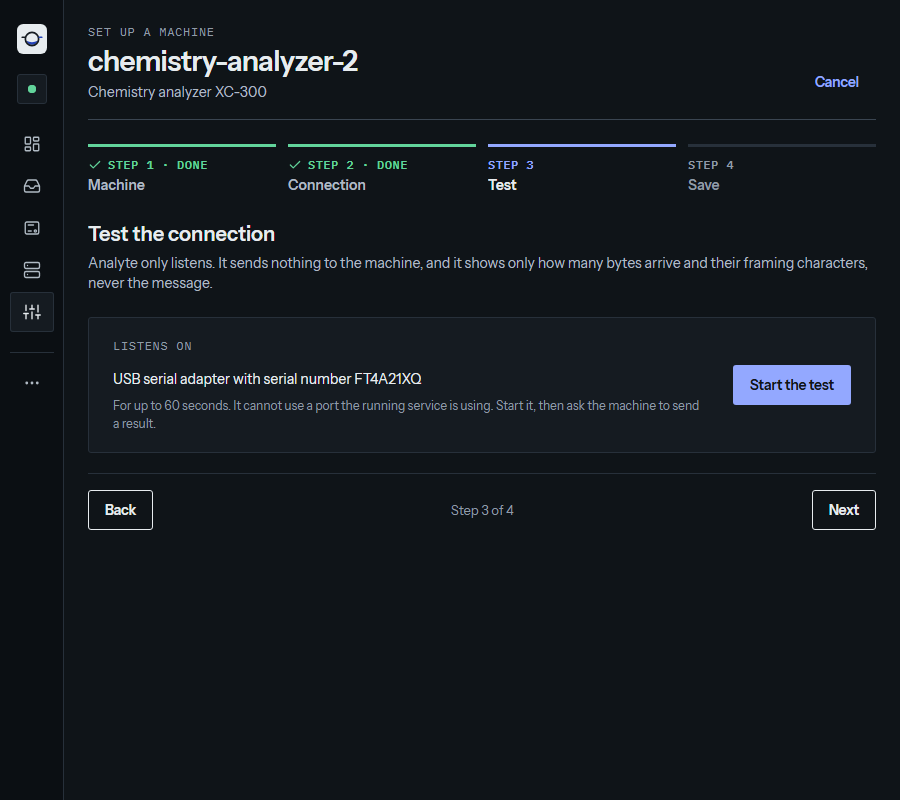 SET UP A MACHINE
chemistry-analyzer-2
Chemistry analyzer XC-300
Cancel
STEP 1 · DONE
Machine
STEP 2 · DONE
Connection
STEP 3
Test
STEP 4
Save
Test the connection
Analyte only listens. It sends nothing to the machine, and it shows only how many bytes arrive and their framing characters,
never the message.
LISTENS ON
USB serial adapter with serial number FT4A21XQ
For up to 60 seconds. It cannot use a port the running service is using. Start it, then ask the machine to send
a result.
Start the test
Back
Step 3 of 4
Next